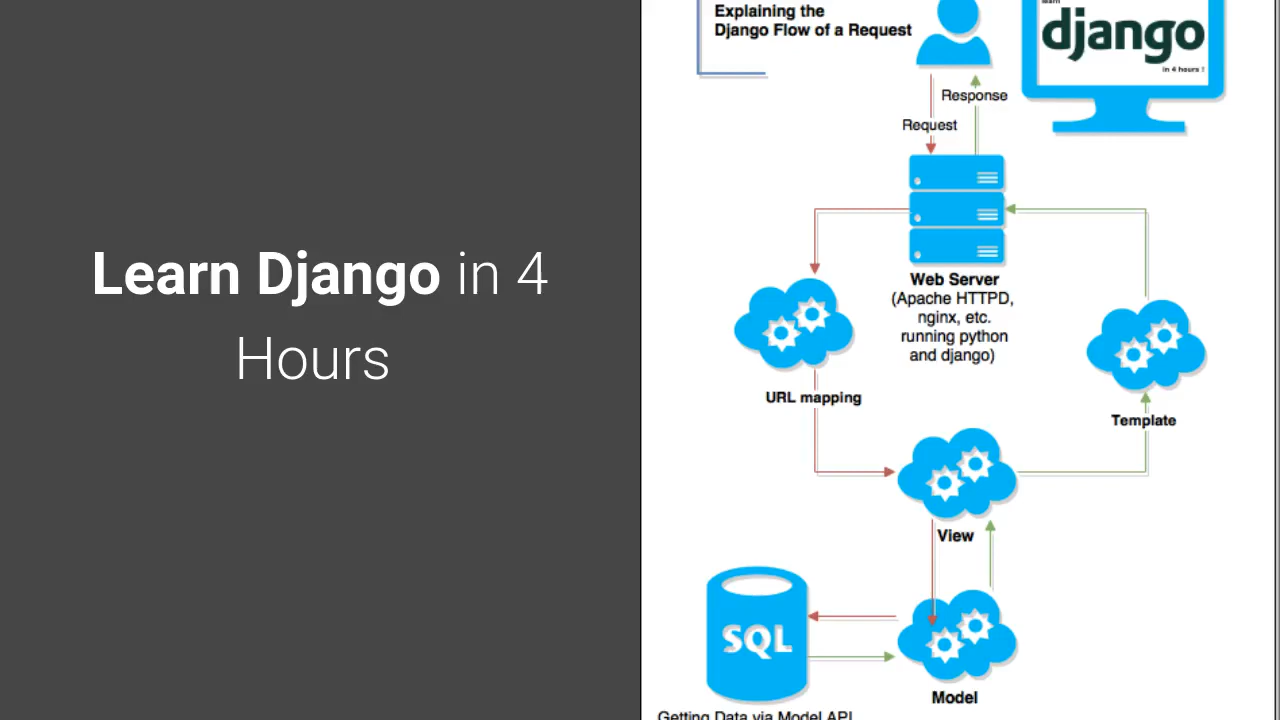 Learn Django in 4
Hours
Explaining the
Django Flow of a Request
learn
django
in 4 hours !
Response
Request
Web Server
(Apache HTTPD,
nginx, etc.
running python
and django)
URL mapping
Template
View
SQL
Model
Getting Data via Model API